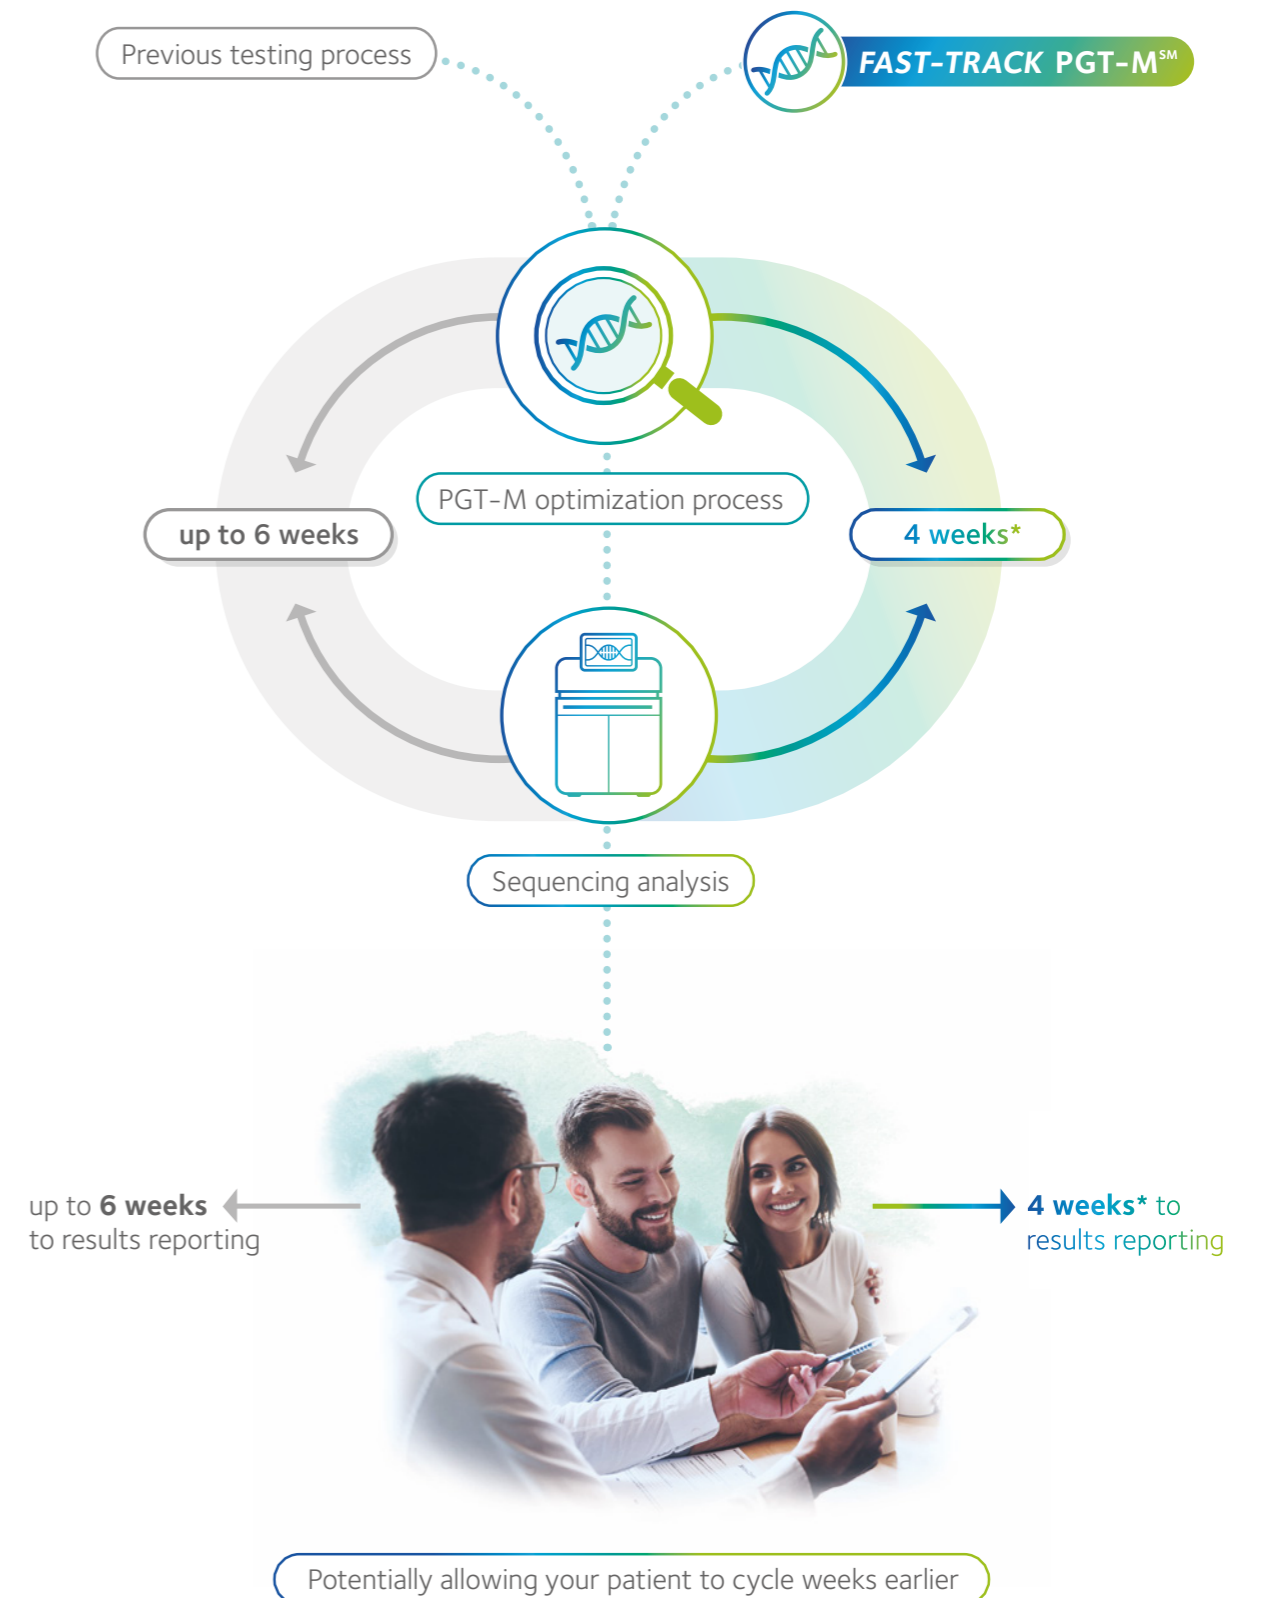 Previous testing process
FAST-TRACK PGT-M℠
PGT-M optimization process
up to 6 weeks
4 weeks*
Sequencing analysis
up to 6 weeks
to results reporting
4 weeks* to
results reporting
Potentially allowing your patient to cycle weeks earlier